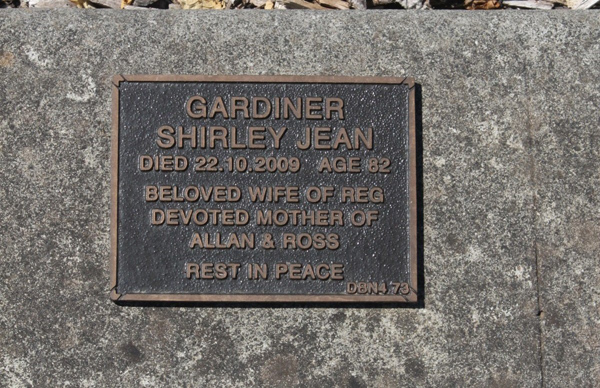 GARDINER
SHIRLEY JEAN
DIED 22.10.2009 AGE 82
BELOVED WIFE OF REG
DEVOTED MOTHER OF
ALLAN & ROSS
REST IN PEACE
DBN4 73